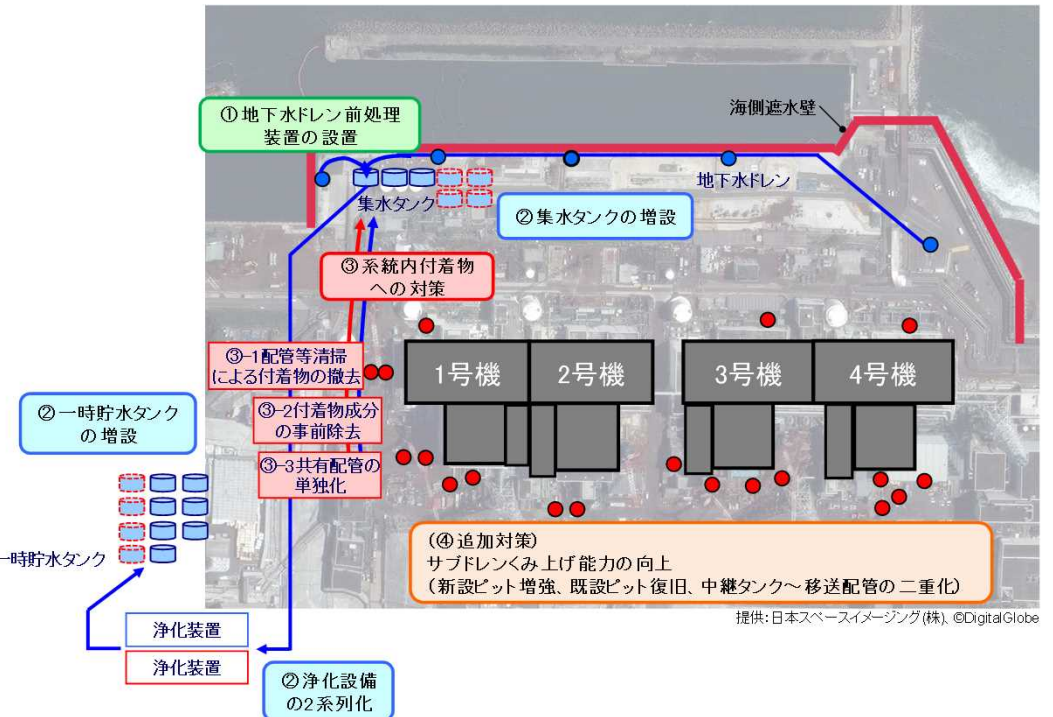 ①地下水ドレン前処理
装置の設置
海側遮水壁
地下水ドレン
集水タンク
②集水タンクの増設
③系統内付着物
への対策
③-1配管等清掃
による付着物の撤去
③-2付着物成分
の事前除去
③-3共有配管の
単独化
1号機
2号機
3号機
4号機
②一時貯水タンク
の増設
一時貯水タンク
(④追加対策)
サブドレンくみ上げ能力の向上
(新設ピット増強、既設ピット復旧、中継タンク～移送配管の二重化)
提供:日本スペースイメージング(株)、©DigitalGlobe
浄化装置
浄化装置
②浄化設備
の2系列化